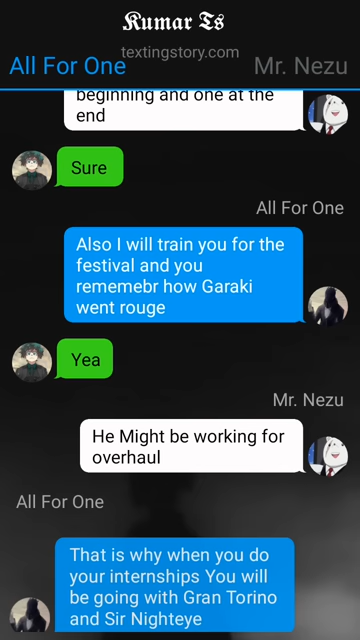 Kumar Ts
textingstory.com
All For One
Mr. Nezu
beginning and one at the
end
Sure
All For One
Also I will train you for the
festival and you
rememebr how Garaki
went rouge
Yea
Mr. Nezu
He Might be working for
overhaul
All For One
That is why when you do
your internships You will
be going with Gran Torino
and Sir Nighteye